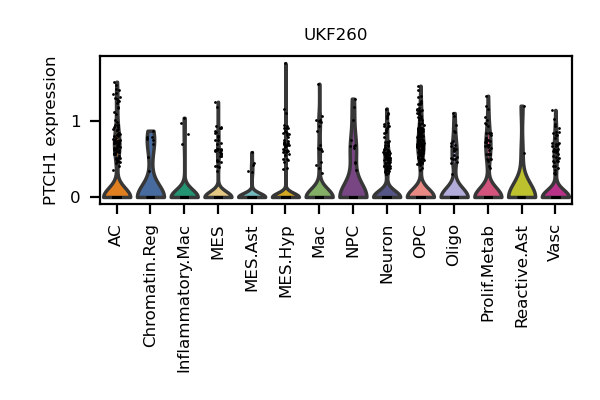 UKF260
PTCH1 expression
1
0
AC
Chromatin.Reg
Inflammatory.Mac
MES
MES.Ast
MES.Hyp
Mac
NPC
Neuron
OPC
Oligo
Prolif.Metab
Reactive.Ast
Vasc